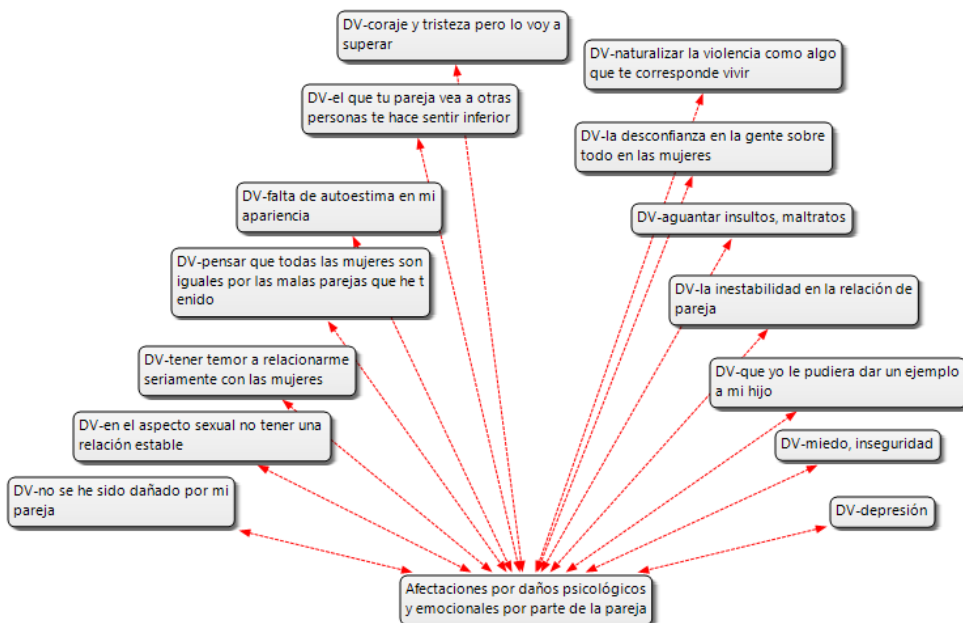 DV-coraje y tristeza pero lo voy a
superar
DV-naturalizar la violencia como algo
que te corresponde vivir
DV-el que tu pareja vea a otras
personas te hace sentir inferior
DV-la desconfianza en la gente sobre
todo en las mujeres
DV-falta de autoestima en mi
apariencia
DV-aguantar insultos, maltratos
DV-pensar que todas las mujeres son
iguales por las malas parejas que he t
enido
DV-la inestabilidad en la relación de
pareja
DV-tener temor a relacionarme
seriamente con las mujeres
DV-que yo le pudiera dar un ejemplo
a mi hijo
DV-en el aspecto sexual no tener una
relación estable
DV-miedo, inseguridad
DV-no se he sido dañado por mi
pareja
DV-depresión
Afectaciones por daños psicológicos
y emocionales por parte de la pareja